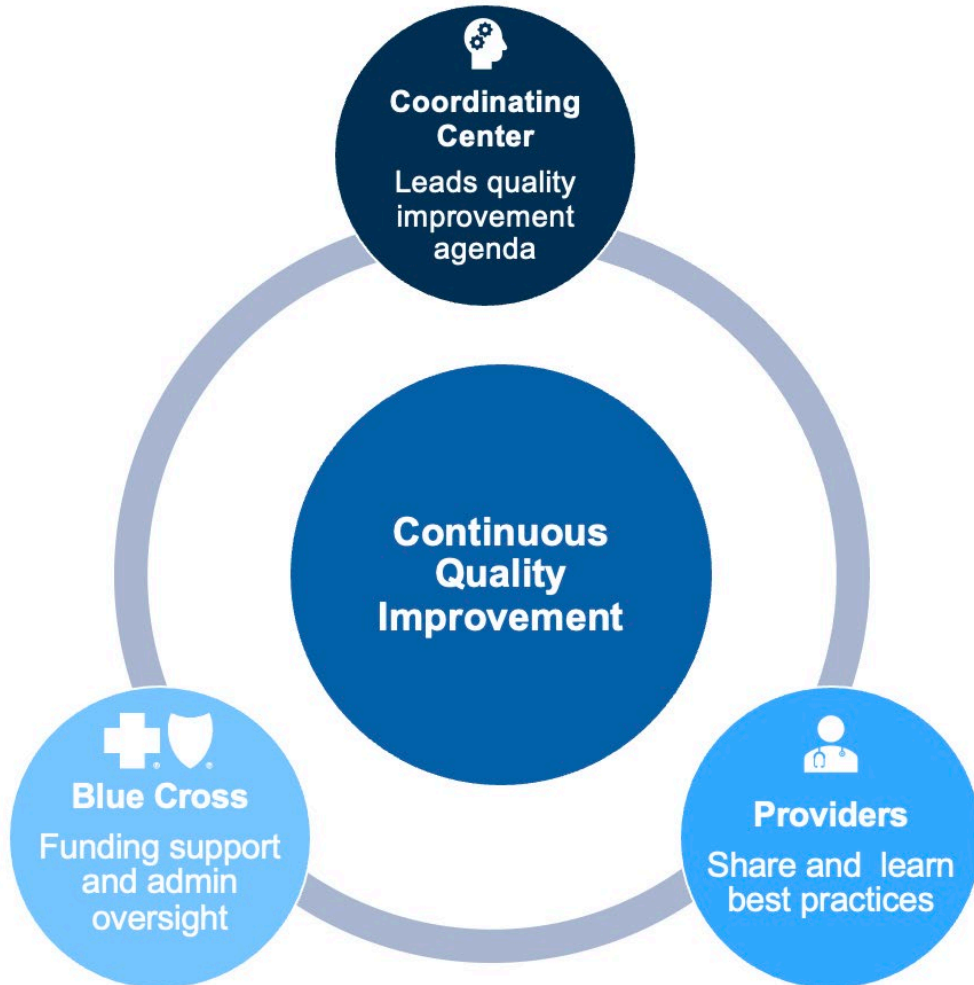 Coordinating
Center
Leads quality
improvement
agenda
Continuous
Quality
Improvement
Blue Cross
Funding support
and admin
oversight
Providers
Share and learn
best practices